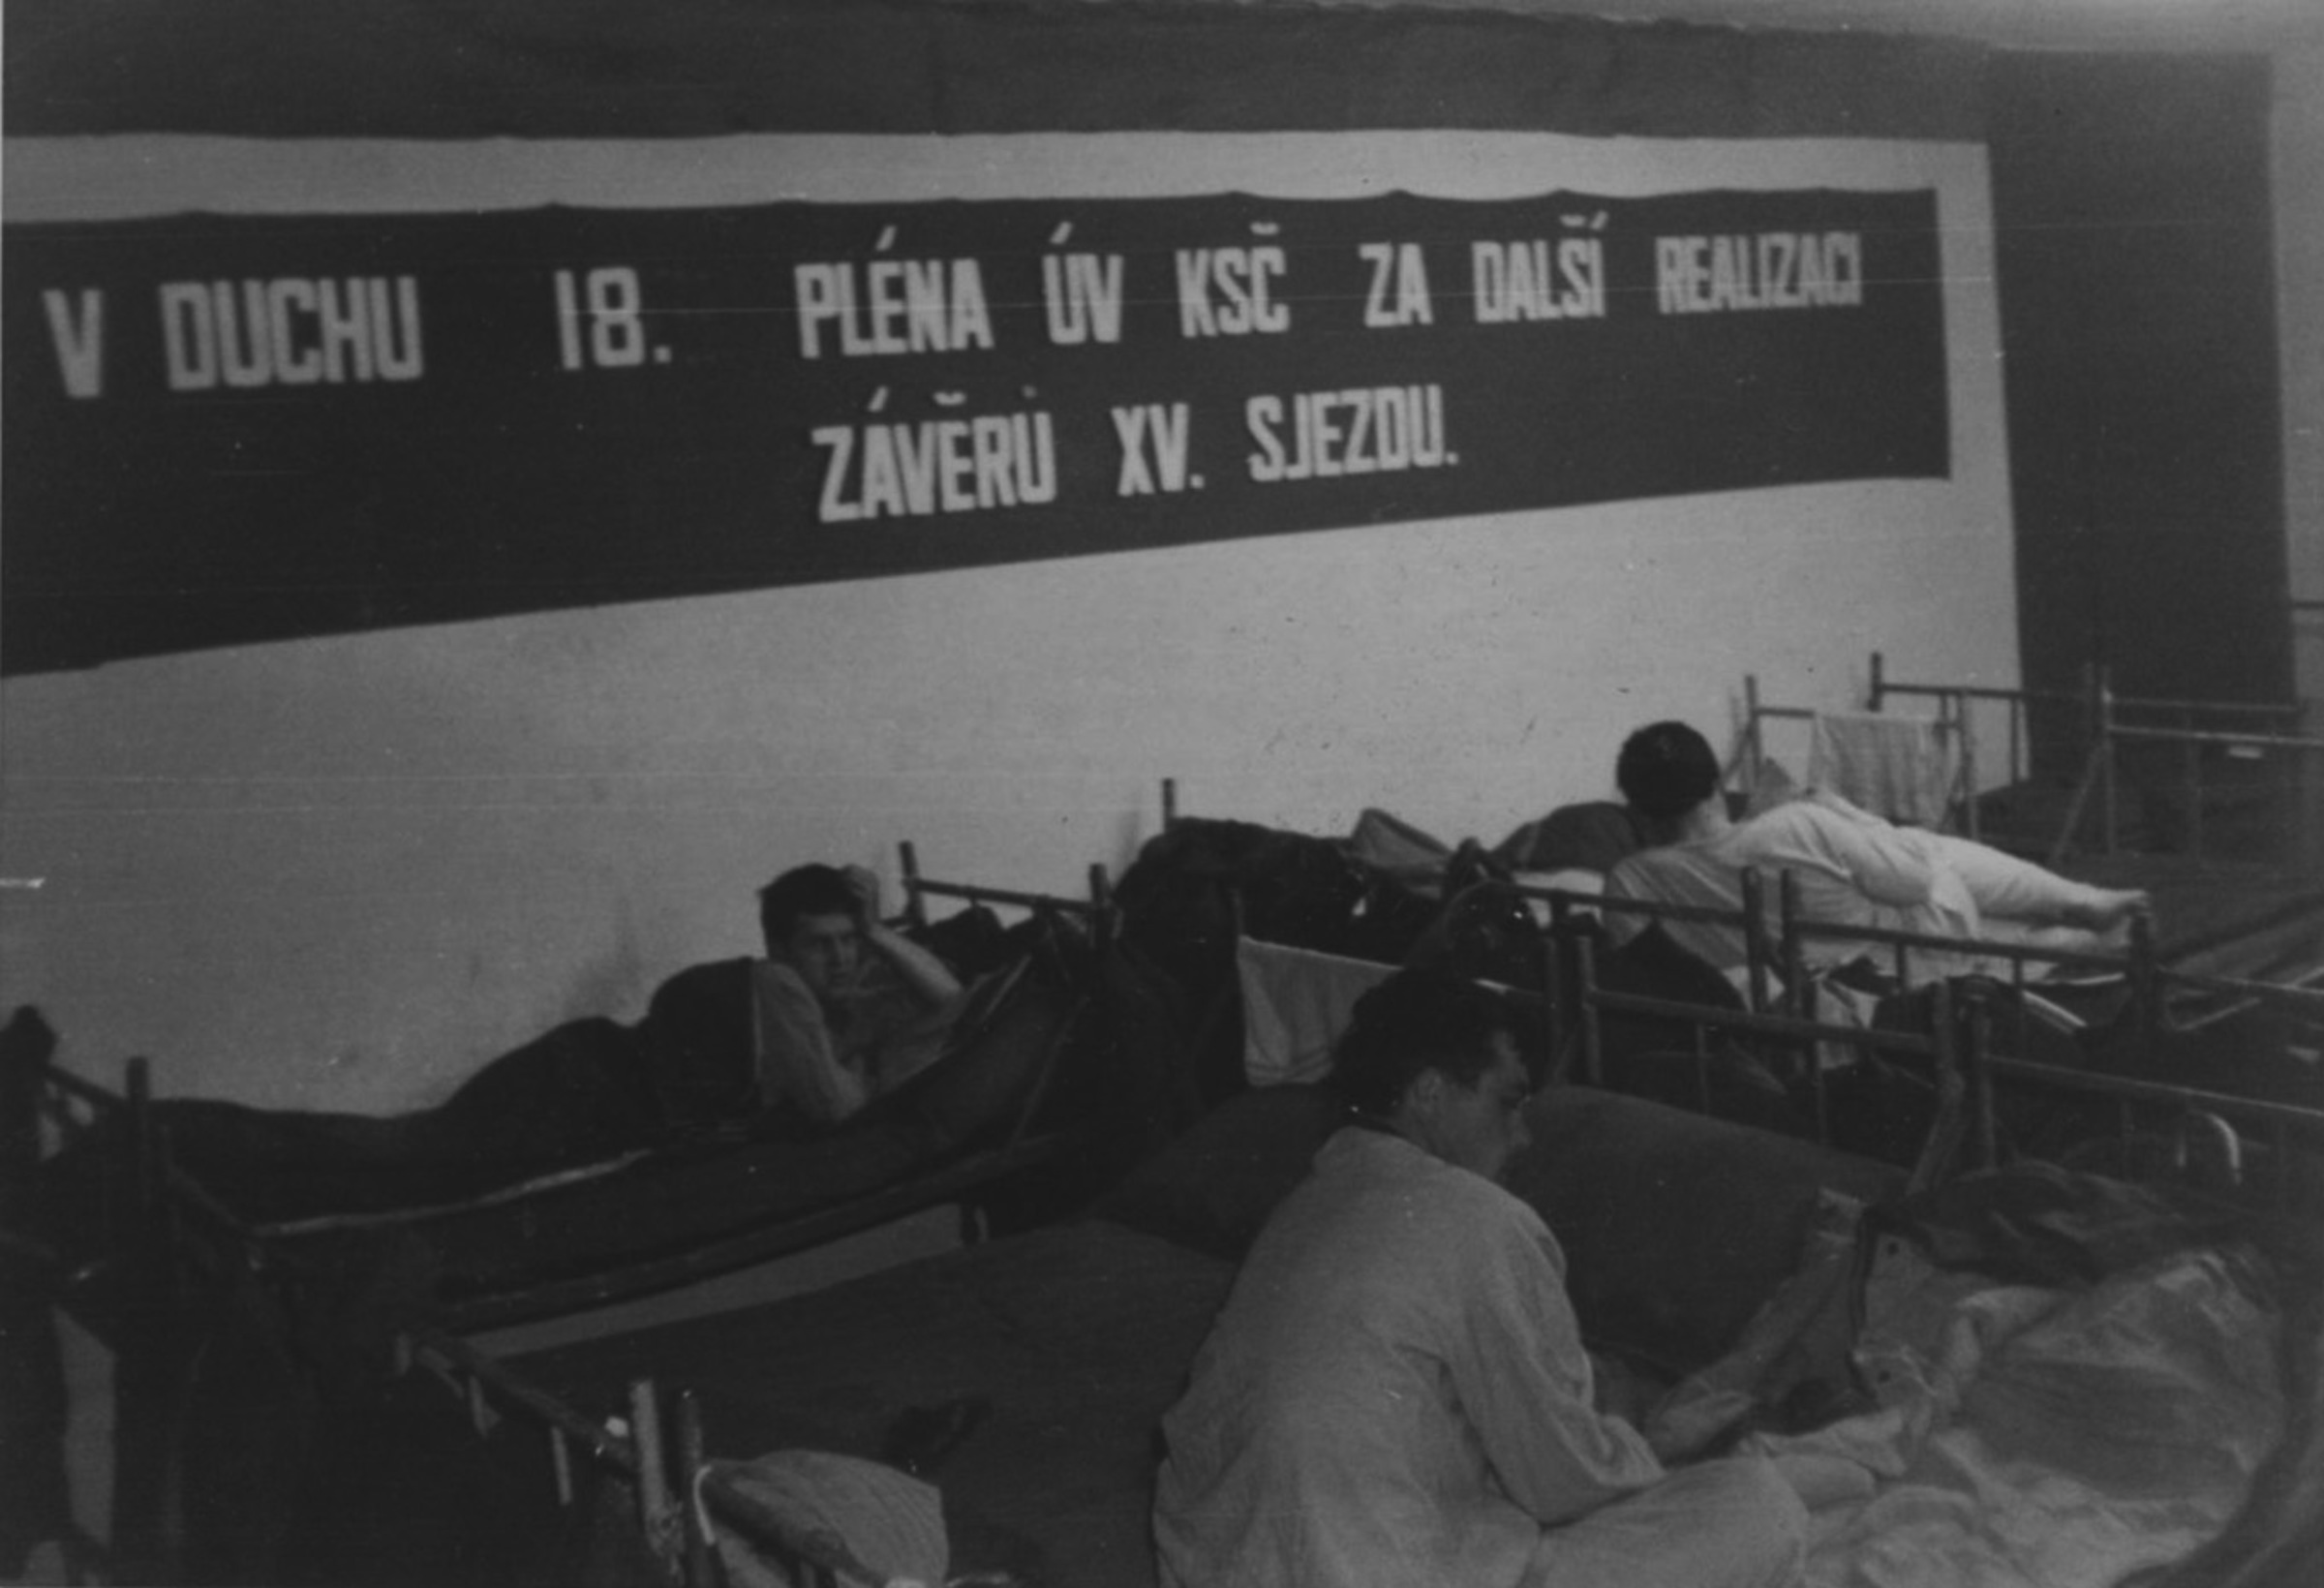 V DUCHU 18. PLÉNA ÚV KSČ ZA DALŠÍ REALIZACI
ZÁVĚRŮ XV. SJEZDU.